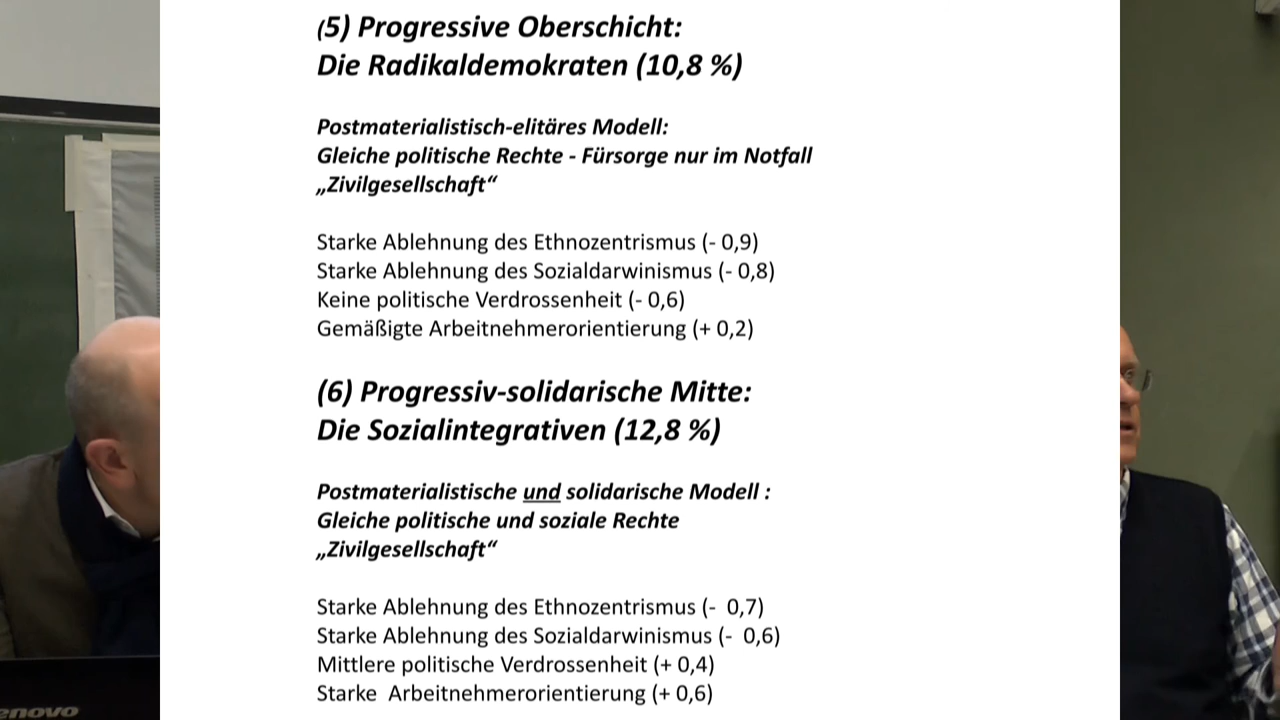 (5) Progressive Oberschicht:
Die Radikaldemokraten (10,8 %)
Postmaterialistisch-elitäres Modell:
Gleiche politische Rechte - Fürsorge nur im Notfall
„Zivilgesellschaft“
Starke Ablehnung des Ethnozentrismus (- 0,9)
Starke Ablehnung des Sozialdarwinismus (- 0,8)
Keine politische Verdrossenheit (- 0,6)
Gemäßigte Arbeitnehmerorientierung (+ 0,2)
(6) Progressiv-solidarische Mitte:
Die Sozialintegrativen (12,8 %)
Postmaterialistische und solidarische Modell :
Gleiche politische und soziale Rechte
„Zivilgesellschaft“
Starke Ablehnung des Ethnozentrismus (-  0,7)
Starke Ablehnung des Sozialdarwinismus (-  0,6)
Mittlere politische Verdrossenheit (+ 0,4)
Starke  Arbeitnehmerorientierung (+ 0,6)
enovo